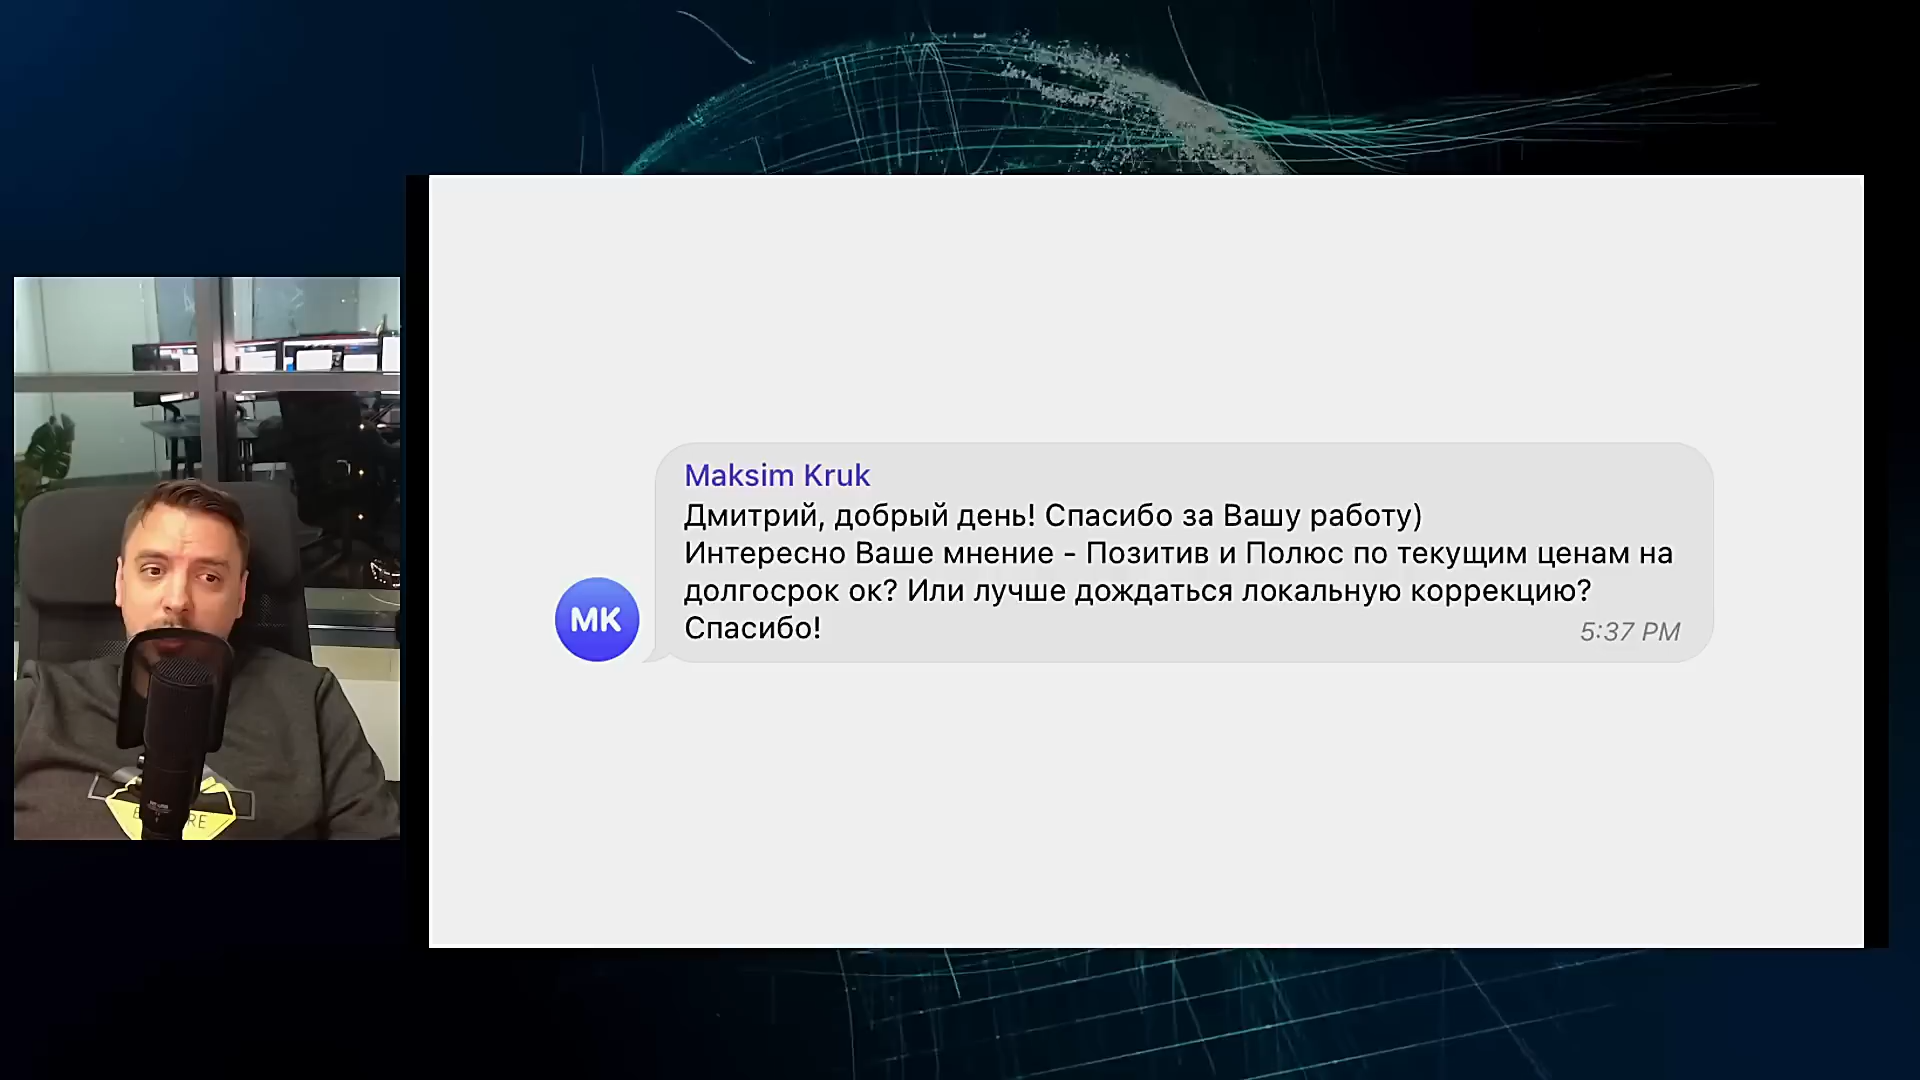 Maksim Kruk
Дмитрий, добрый день! Спасибо за Вашу работу)
Интересно Ваше мнение - Позитив и Полюс по текущим ценам на
долгосрок ок? Или лучше дождаться локальную коррекцию?
Спасибо!
5:37 PM
MK